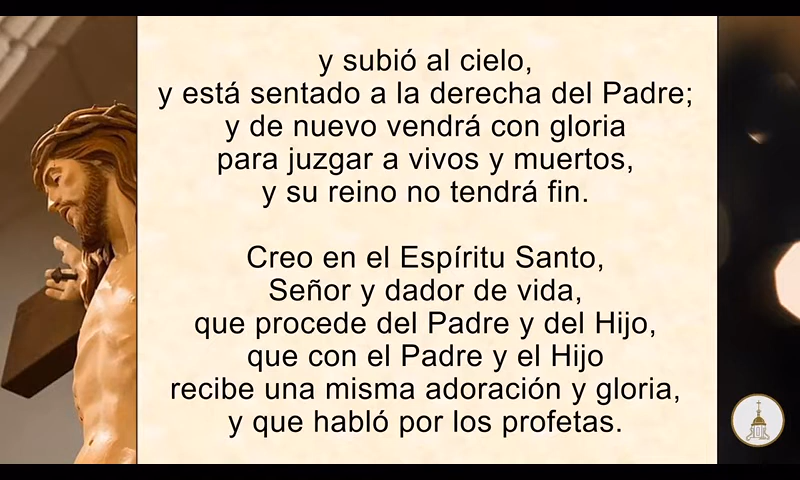 y subió al cielo,
y está sentado a la derecha del Padre;
y de nuevo vendrá con gloria
para juzgar a vivos y muertos,
y su reino no tendrá fin.
Creo en el Espíritu Santo,
Señor y dador de vida,
que procede del Padre y del Hijo,
que con el Padre y el Hijo
recibe una misma adoración y gloria,
y que habló por los profetas.